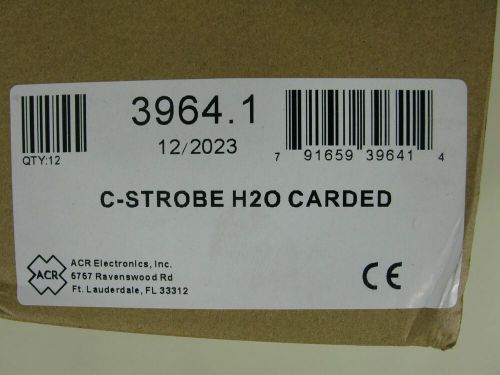 3964.1
12/2023
QTY:12
7 91659 39641 4
C-STROBE H2O CARDED
ACR
ACR Electronics, Inc.
5757 Ravenswood Rd
Ft. Lauderdale, FL 33312
CE